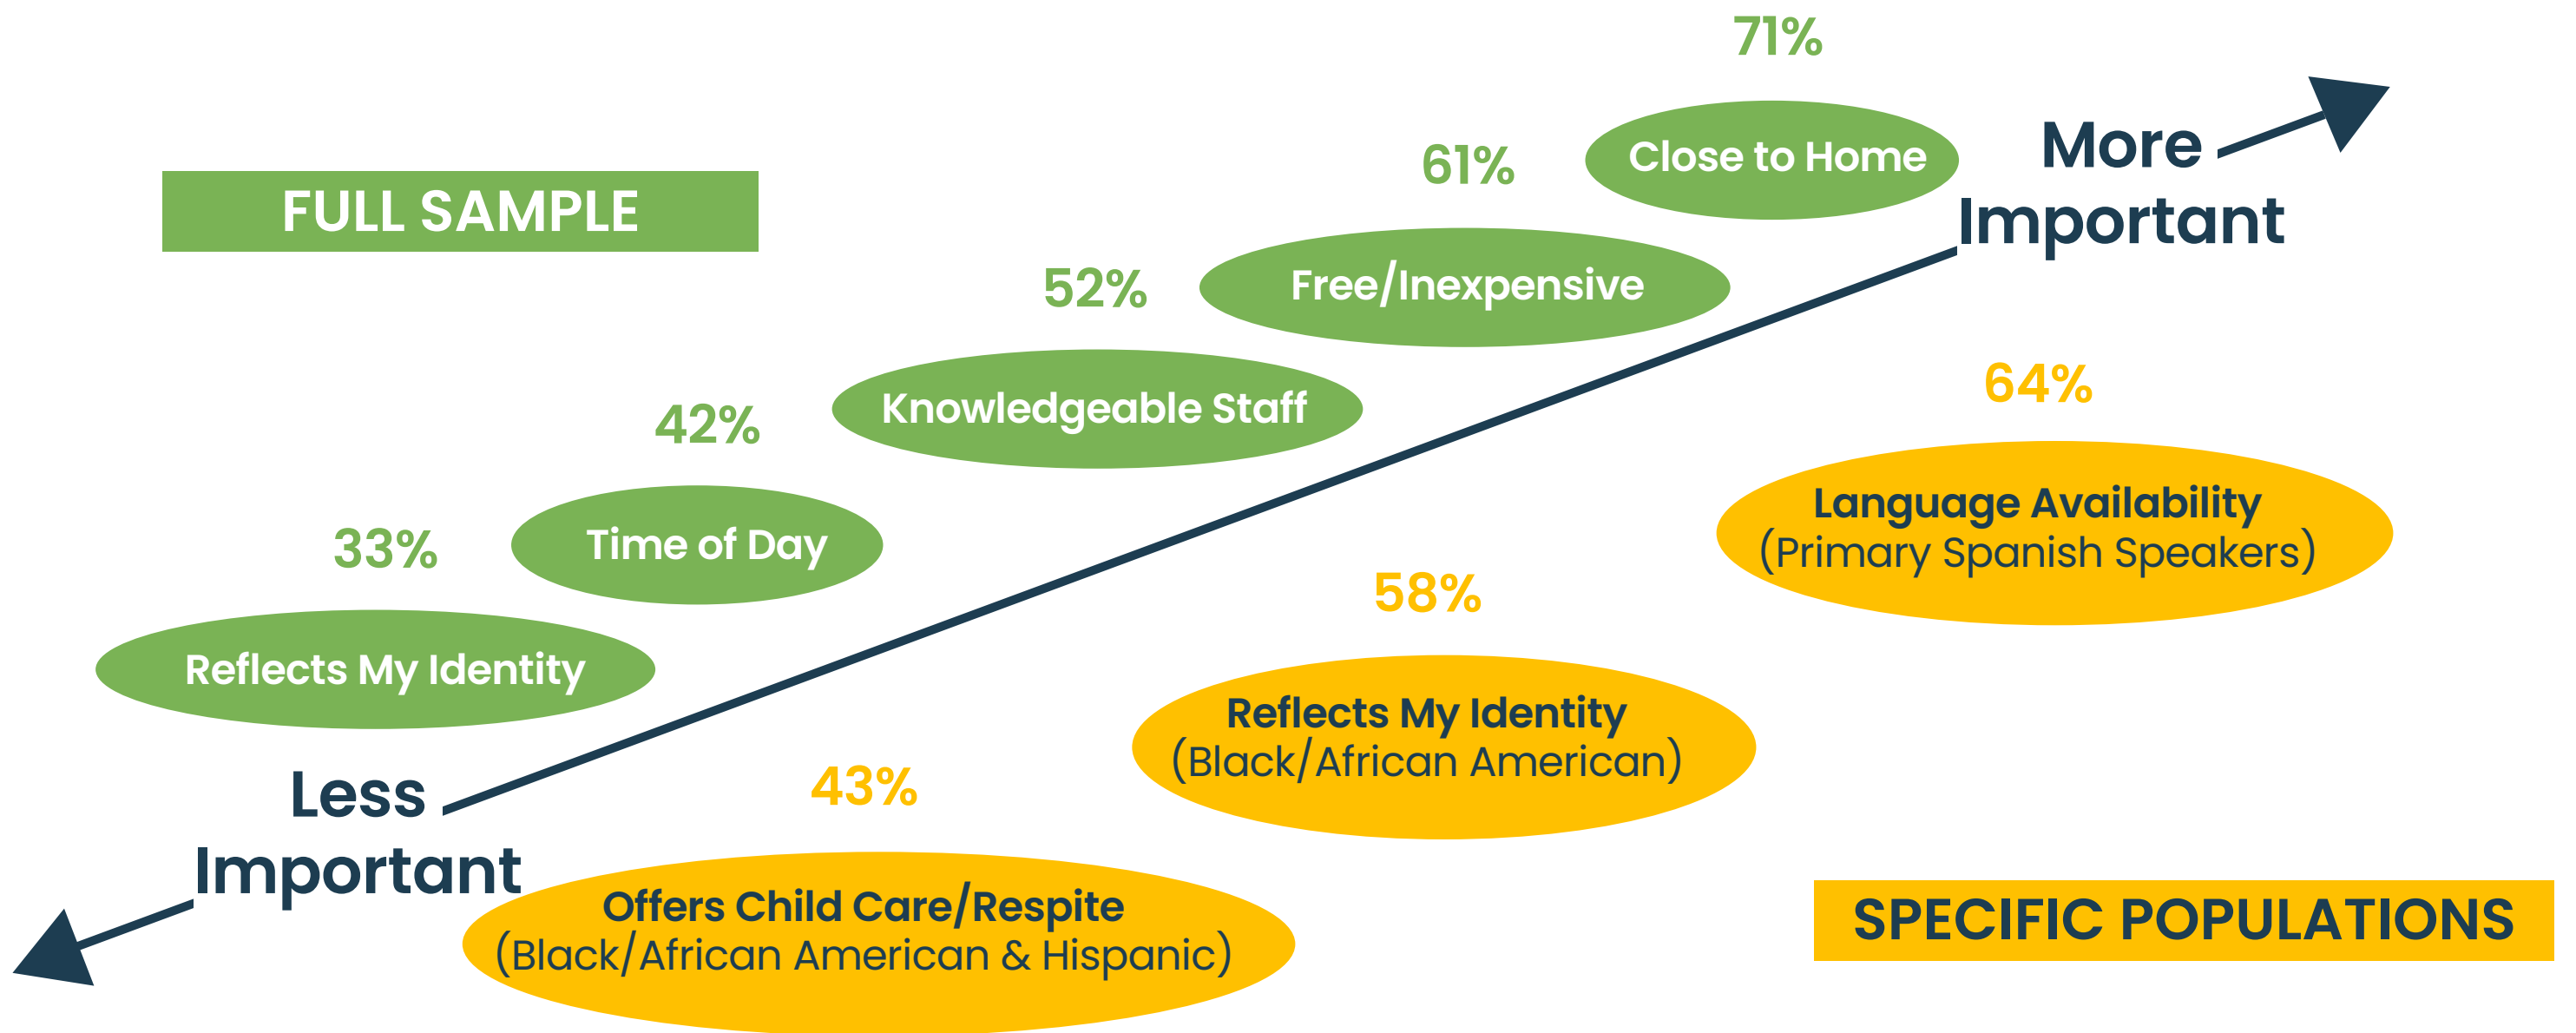 71%
Close to Home
More
Important
61%
Free/Inexpensive
FULL SAMPLE
52%
Knowledgeable Staff
42%
Time of Day
33%
Reflects My Identity
64%
Language Availability
(Primary Spanish Speakers)
58%
Reflects My Identity
(Black/African American)
43%
Offers Child Care/Respite
(Black/African American & Hispanic)
Less
Important
SPECIFIC POPULATIONS